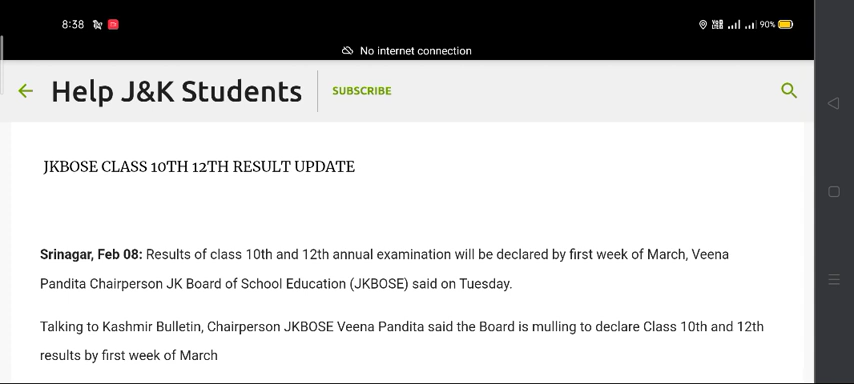 8:38 90%
No internet connection
Help J&K Students SUBSCRIBE
JKBOSE CLASS 10TH 12TH RESULT UPDATE
Srinagar, Feb 08: Results of class 10th and 12th annual examination will be declared by first week of March, Veena
Pandita Chairperson JK Board of School Education (JKBOSE) said on Tuesday.
Talking to Kashmir Bulletin, Chairperson JKBOSE Veena Pandita said the Board is mulling to declare Class 10th and 12th
results by first week of March